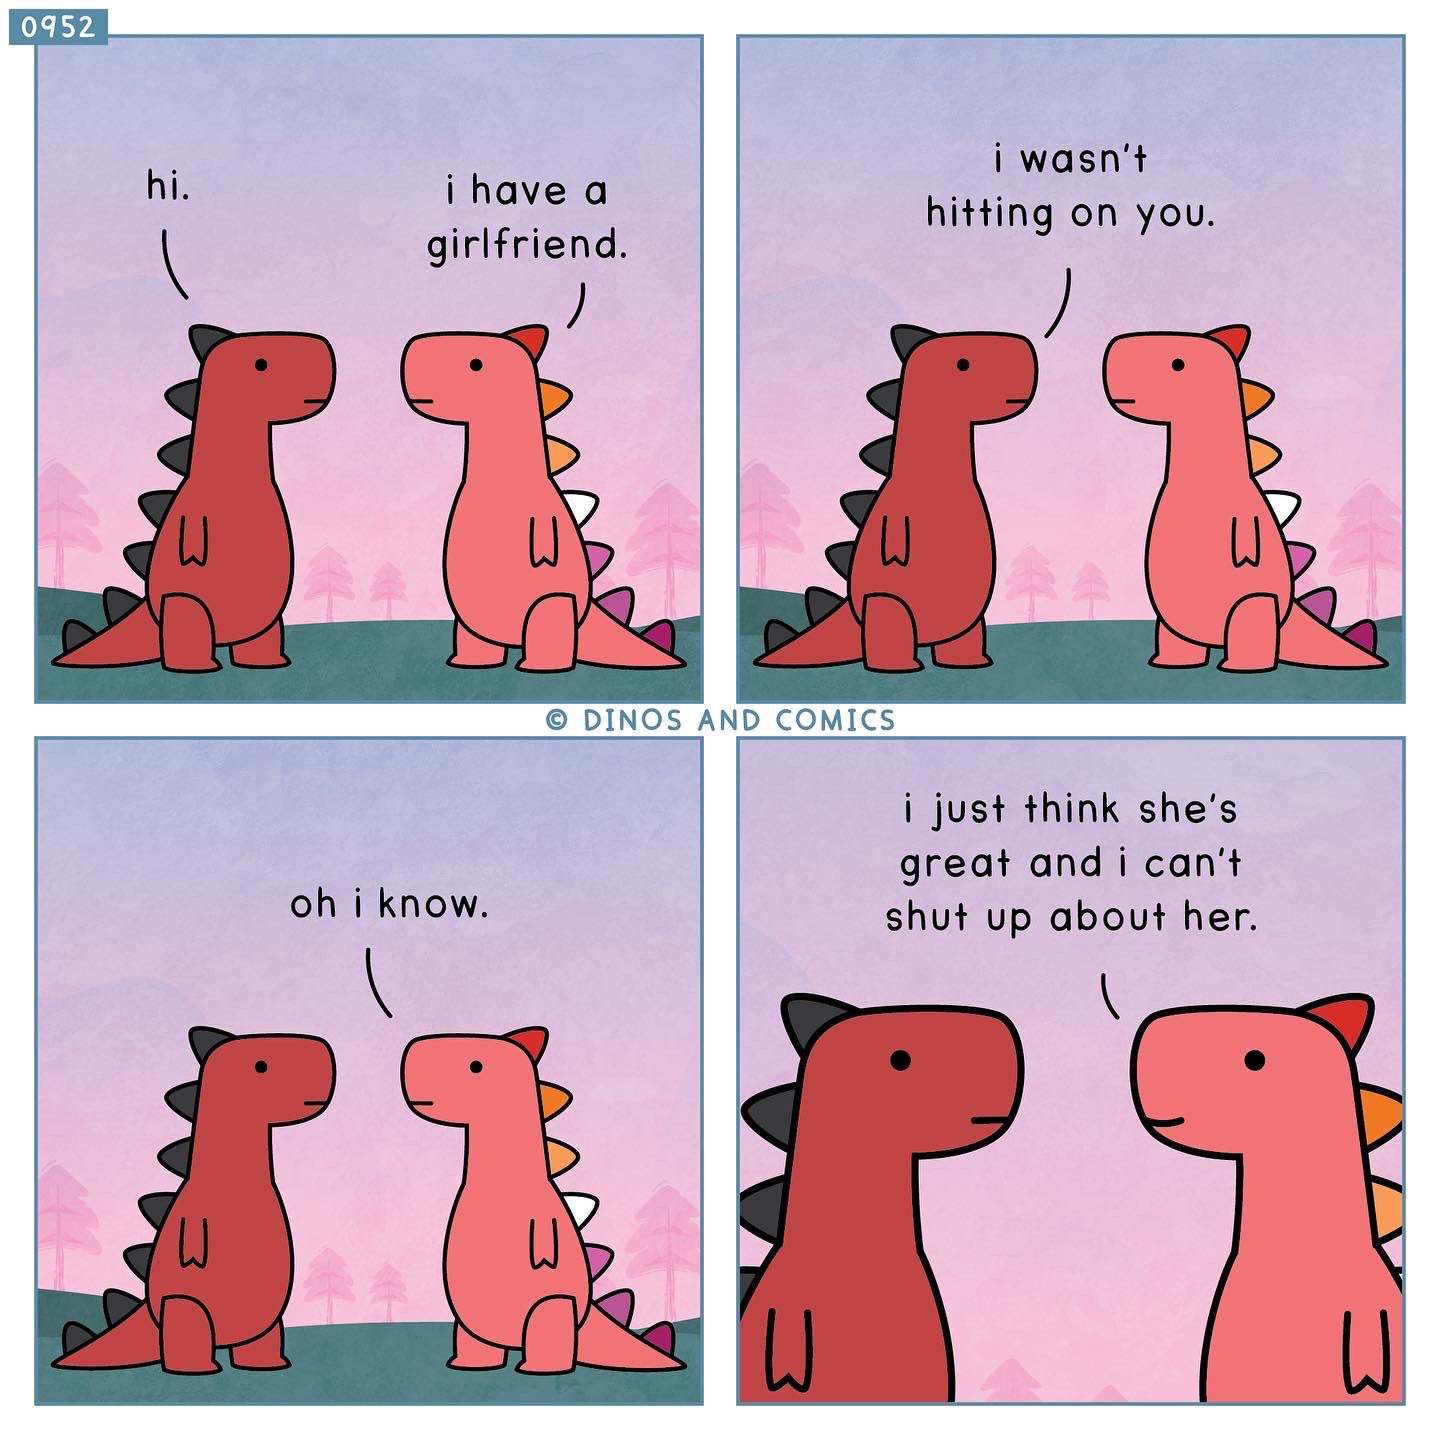 0952
hi.
i have a
girlfriend.
i wasn't
hitting on you.
© DINOS AND COMICS
oh i know.
i just think she's
great and i can't
shut up about her.